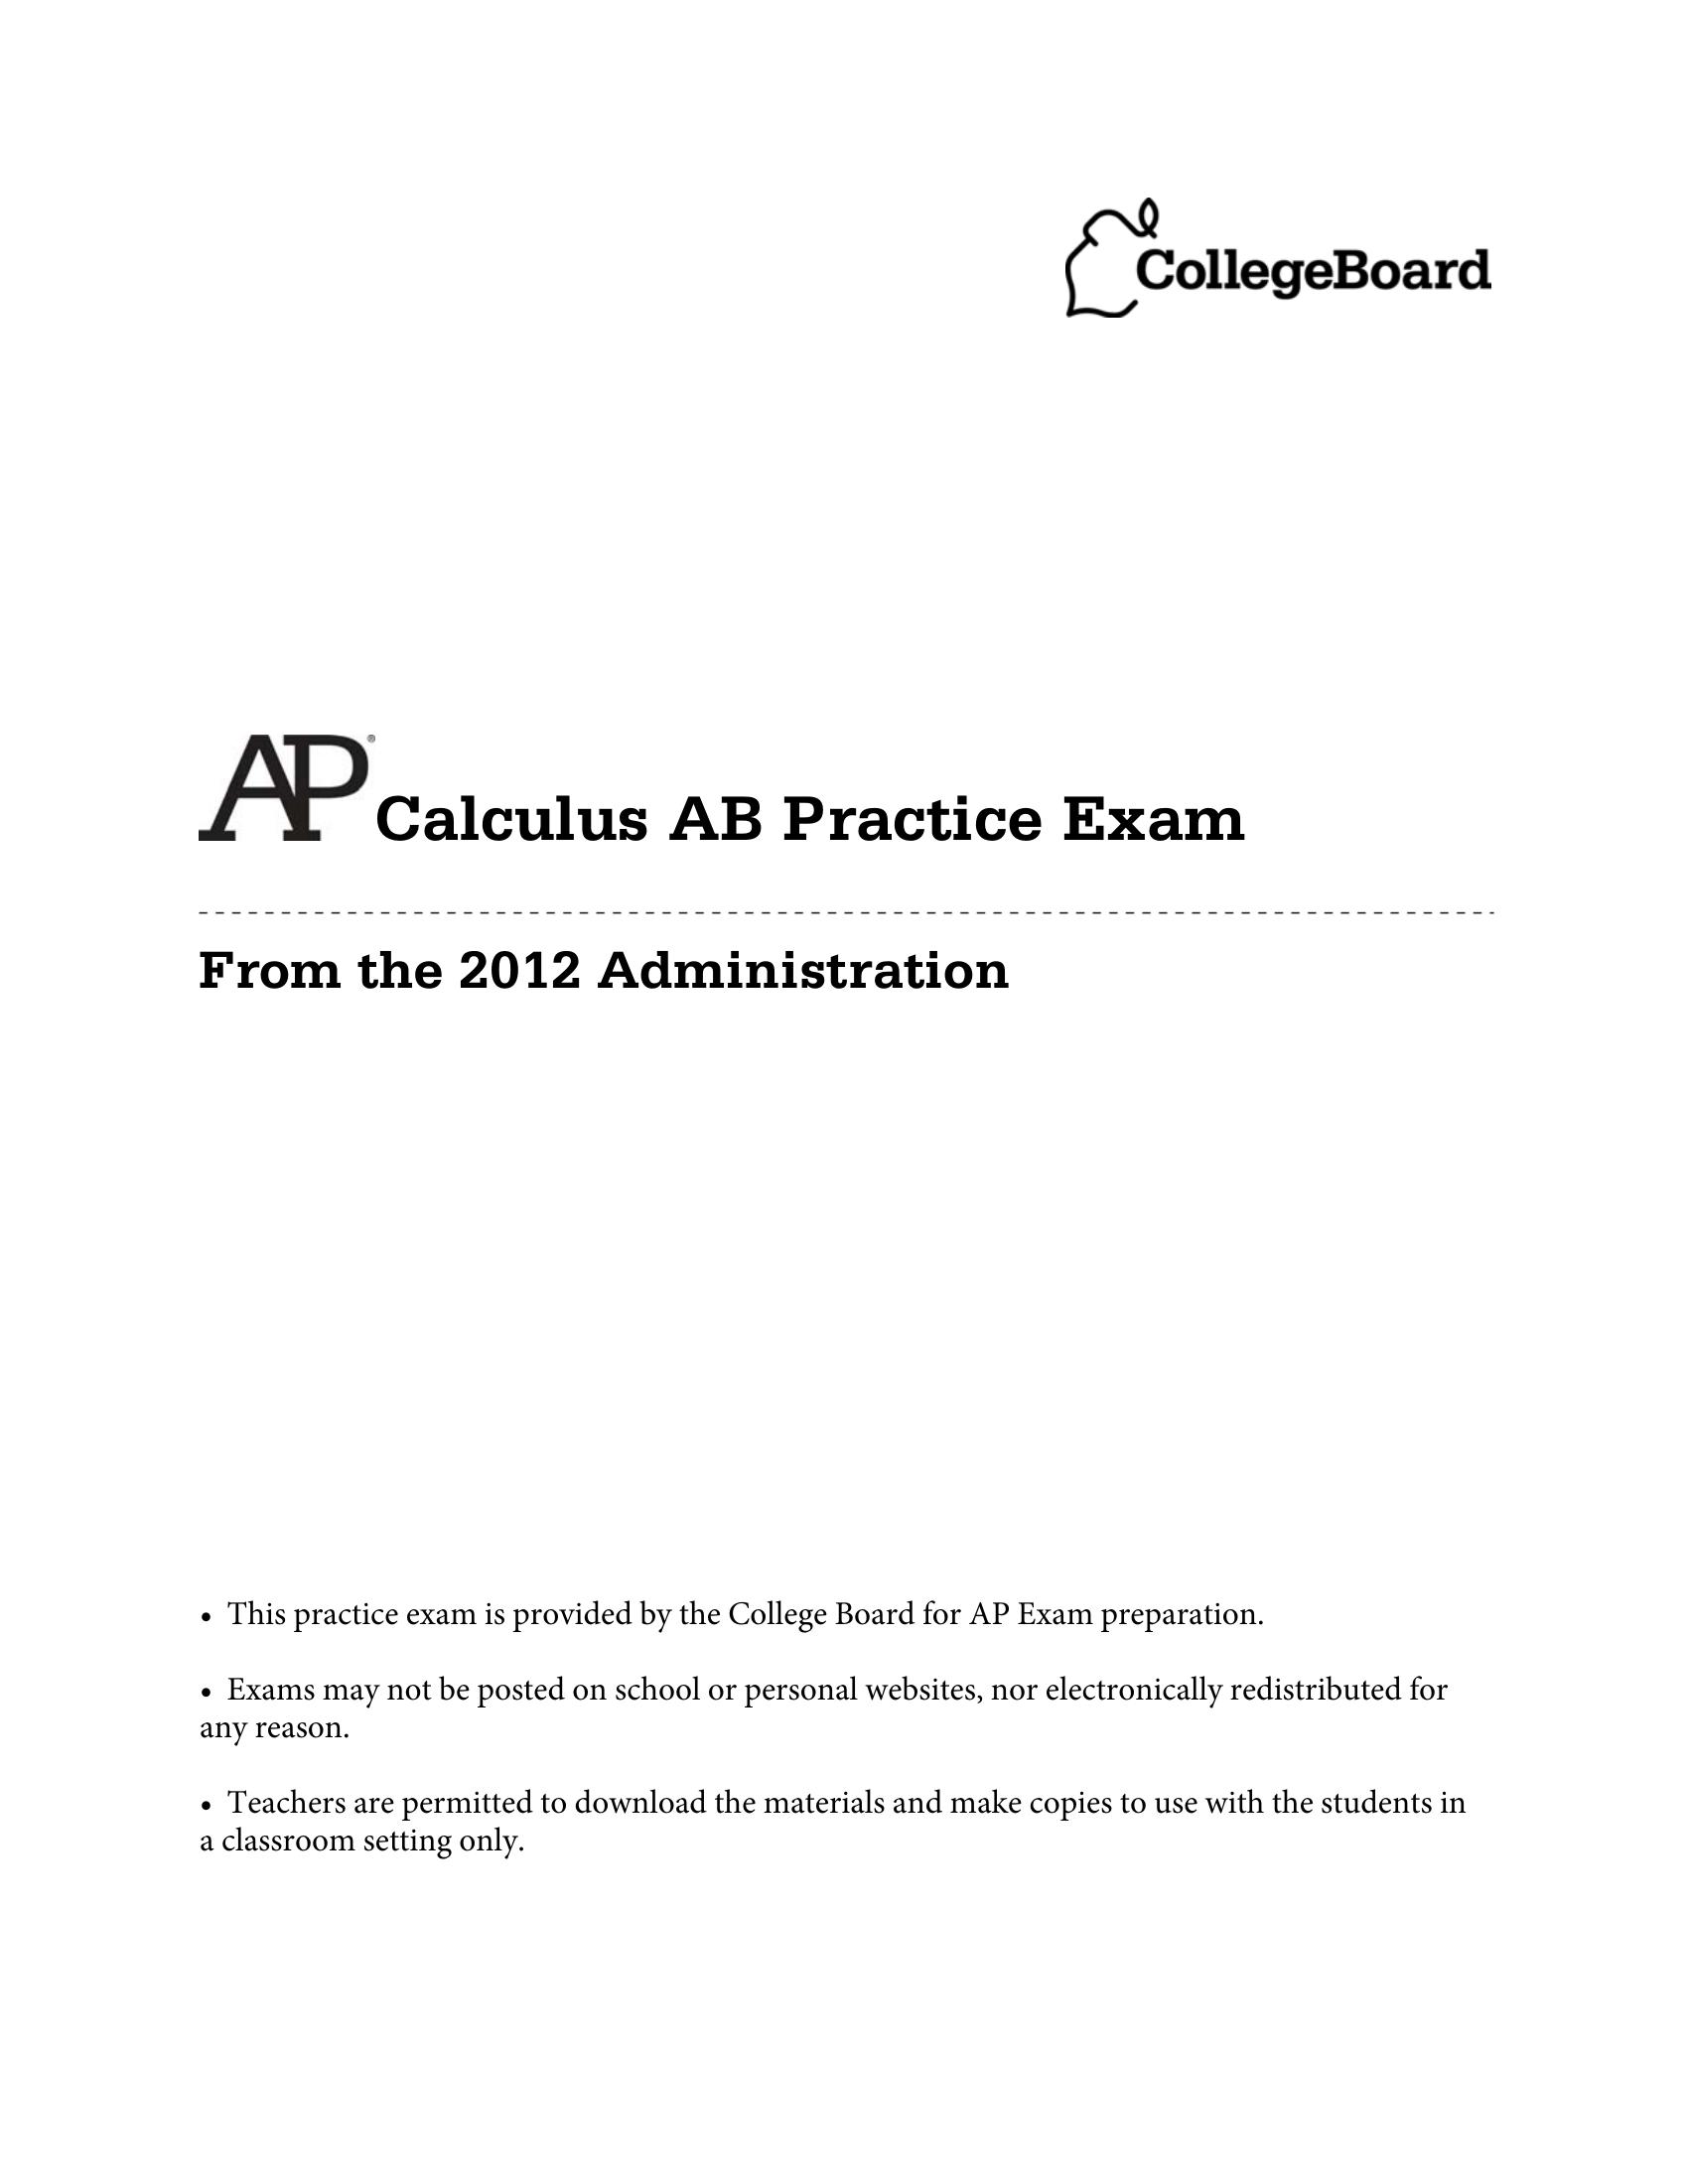 CollegeBoard
AP® Calculus AB Practice Exam
From the 2012 Administration
• This practice exam is provided by the College Board for AP Exam preparation.
• Exams may not be posted on school or personal websites, nor electronically redistributed for
any reason.
• Teachers are permitted to download the materials and make copies to use with the students in
a classroom setting only.